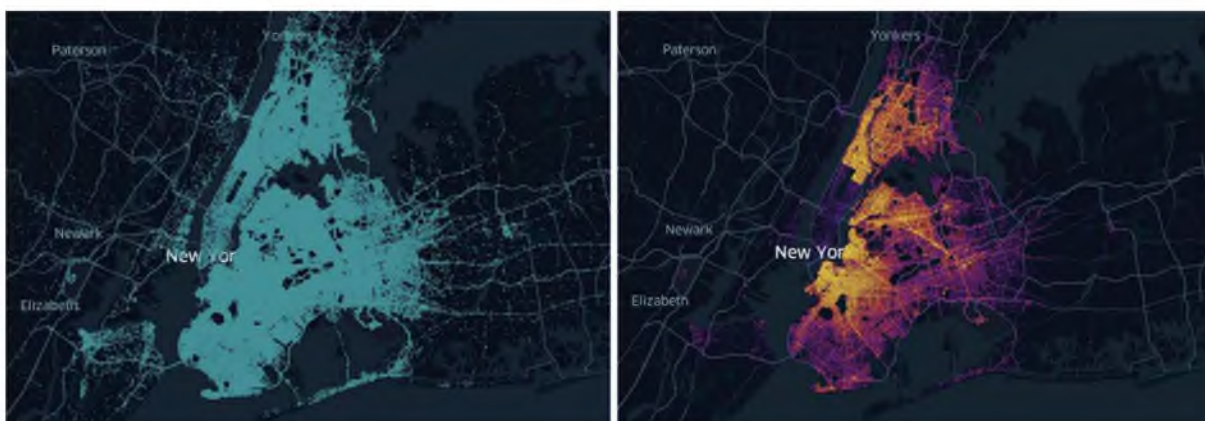 Yonkers
Paterson
Newark
New Yor
Elizabeth
Yonkers
Paterson
Newark
New Yor
Elizabeth